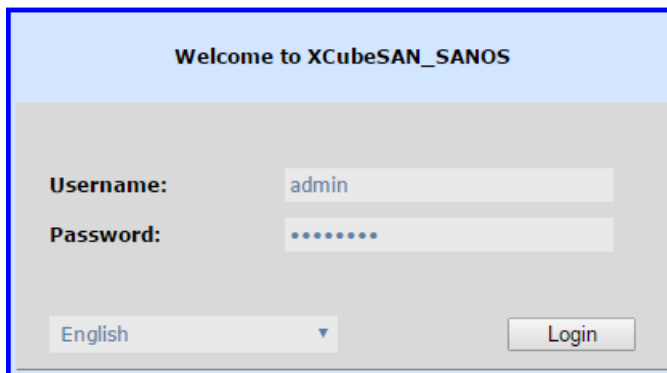 Welcome to XCubeSAN_SANOS
Username: admin
Password: ••••••••
English ▼ Login